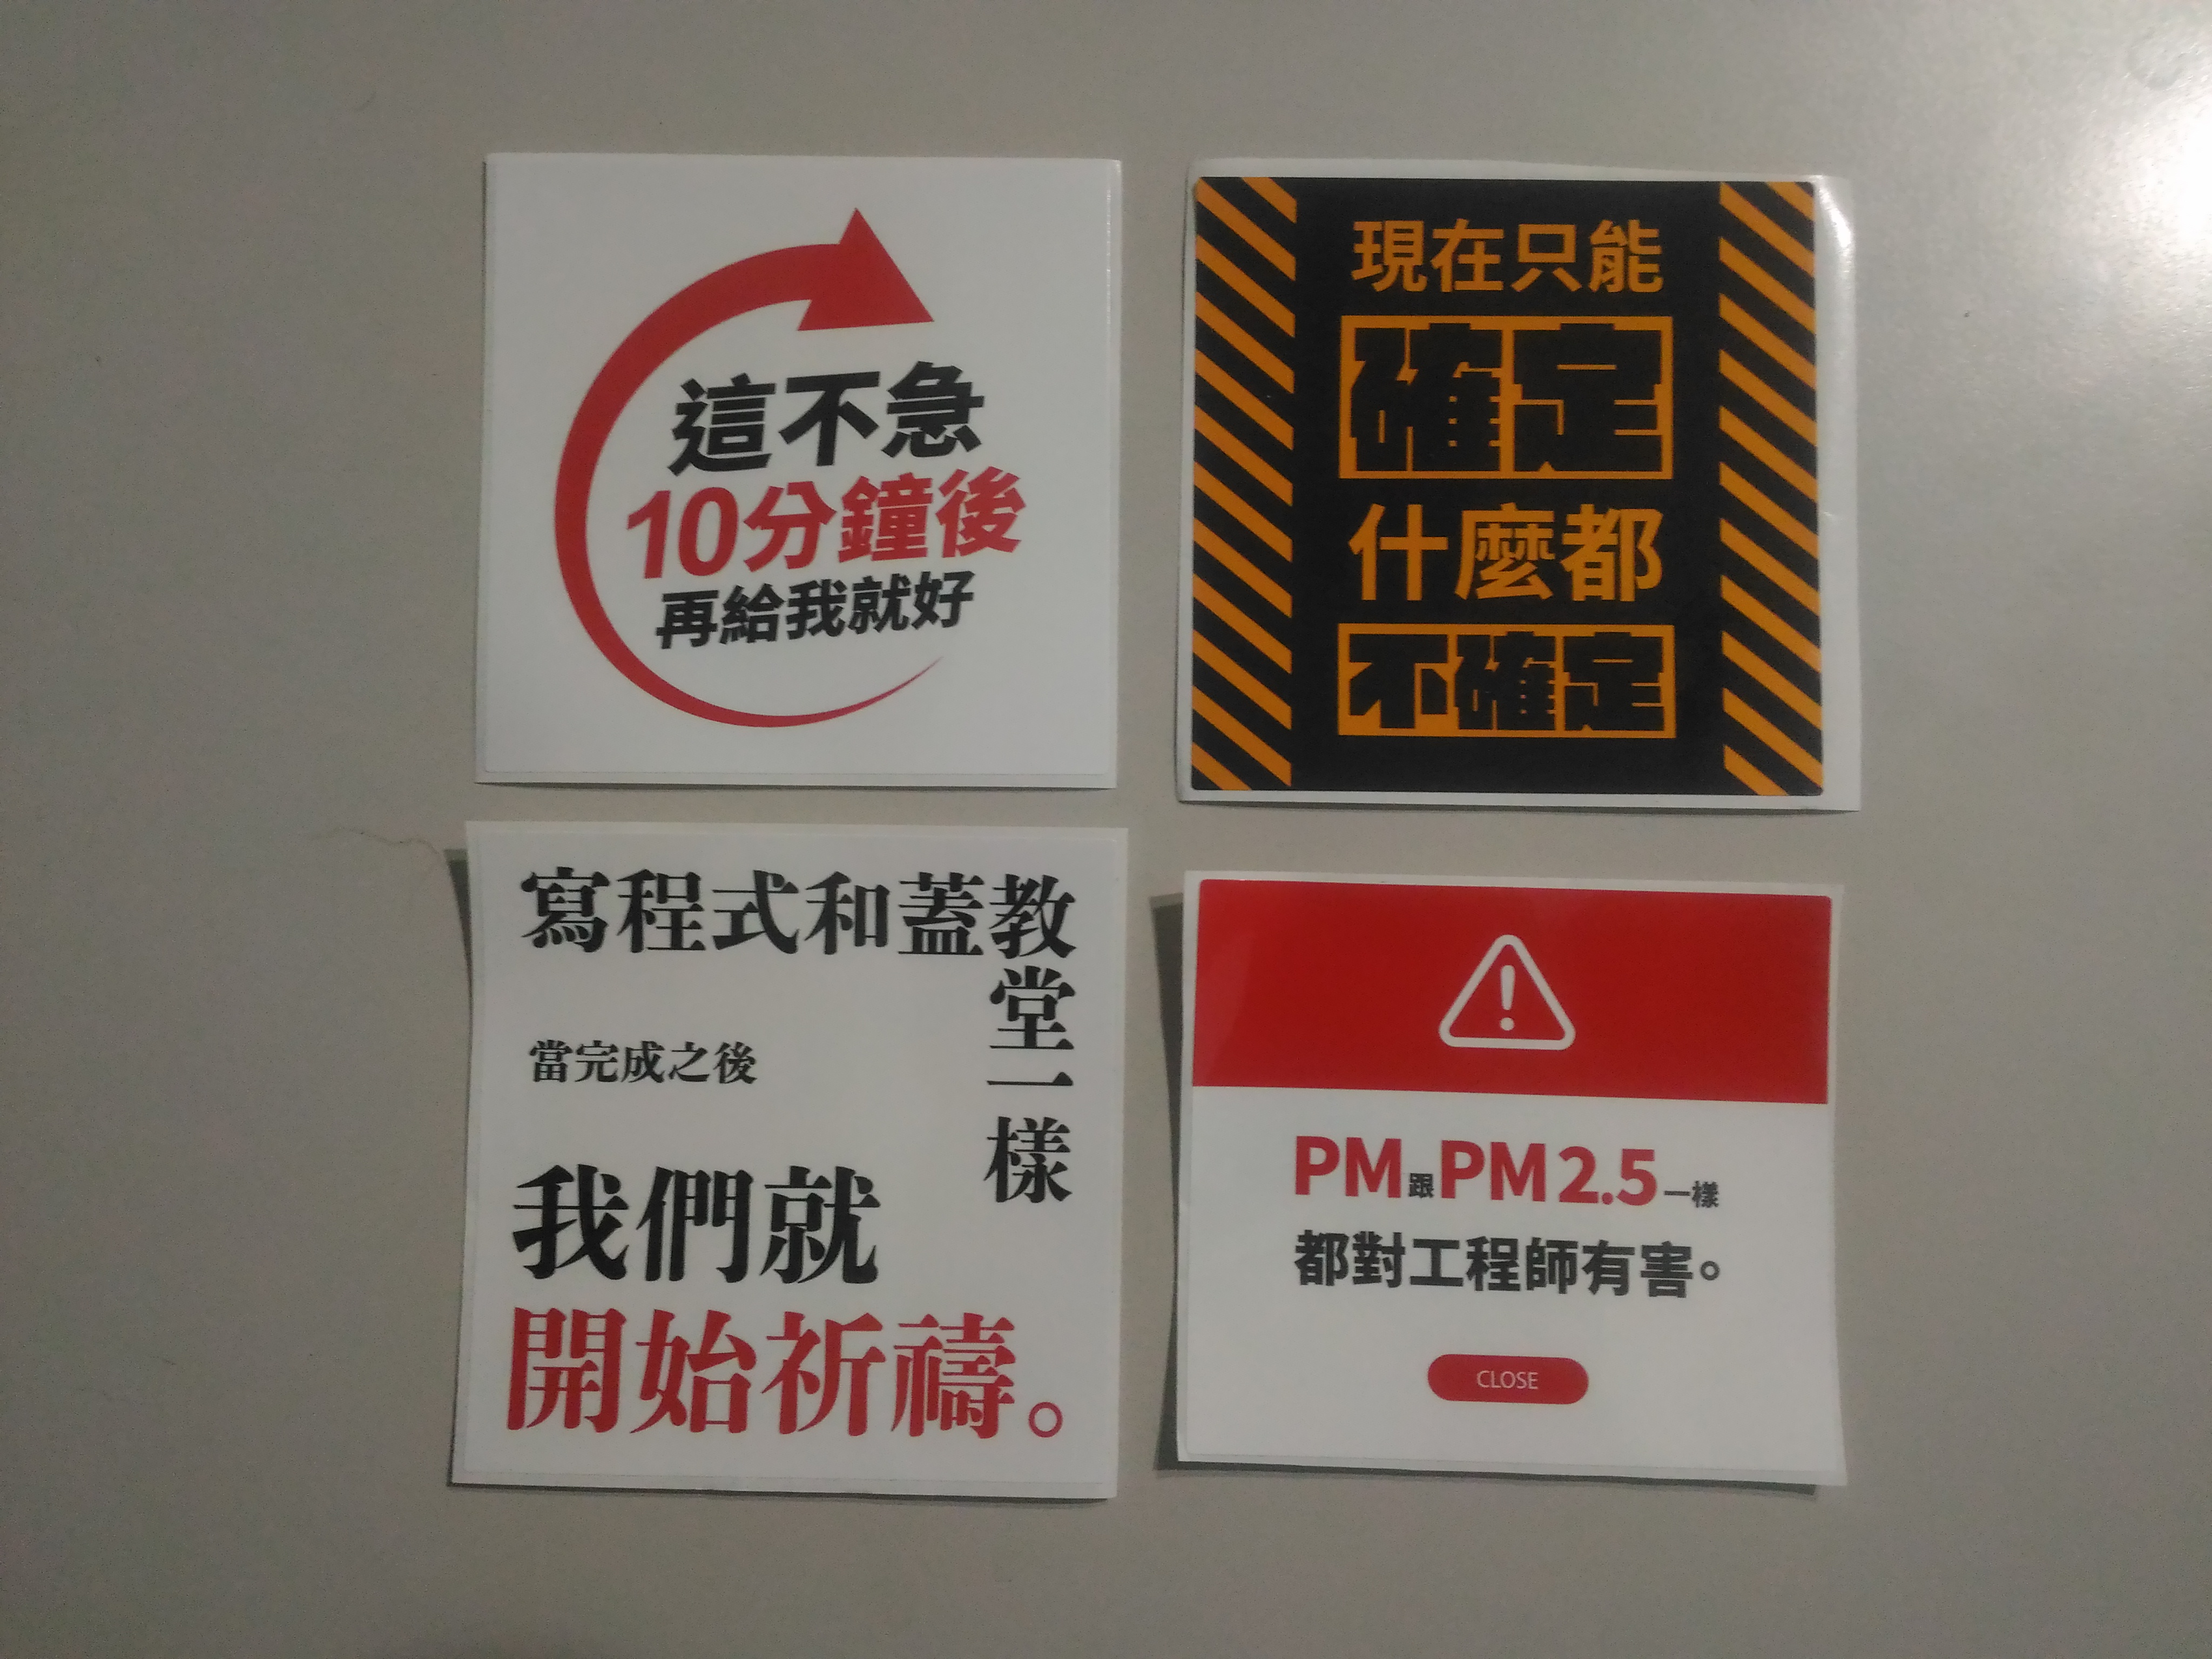 這不急
10分鐘後
再給我就好
現在只能
確定
什麼都
不確定
寫程式和蓋教堂一樣
當完成之後
我們就
開始祈禱。
PM跟PM2.5一樣
都對工程師有害。
CLOSE